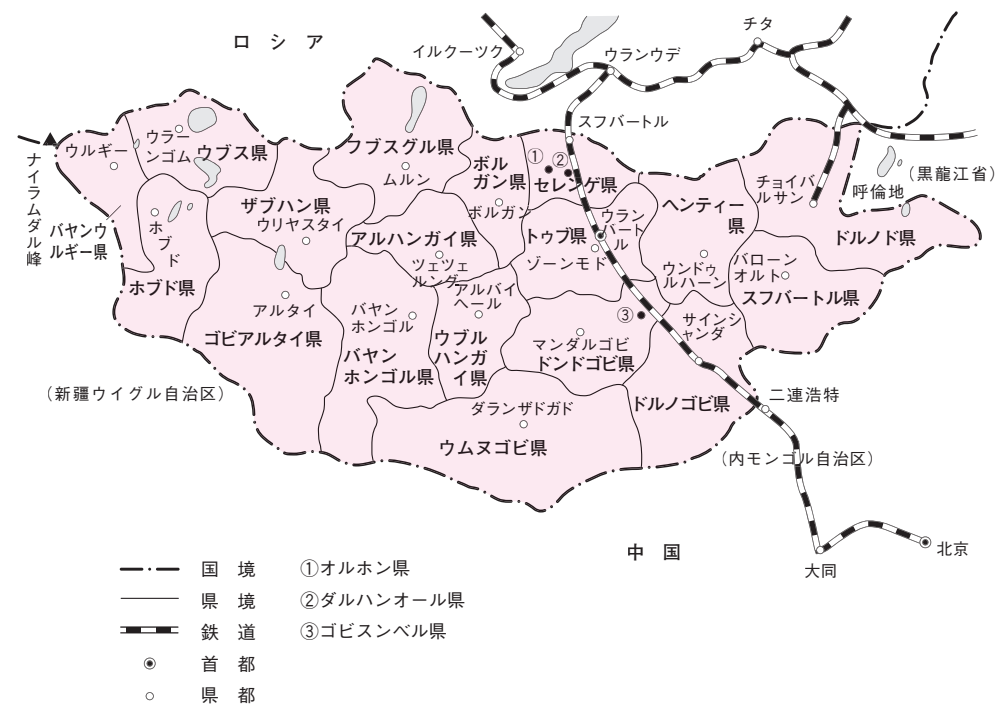 ロシア
イルクーツク
ウランウデ
チタ
スフバートル
ナイラムダル峰
ウルギー
バヤンウ
ルギー県
ウラー
ンゴム
ウブス県
ホブド
ホブド県
ザブハン県
ウリヤスタイ
フブスグル県
ムルン
ボル
ガン県
ボルガン
①
②
セレンゲ県
アルハンガイ県
ツェツェ
ルレグ
トゥブ県
ゾーンモド
ウラン
バート
ル
ヘンティー
県
ウンドゥ
ルハーン
チョイバ
ルサン
呼倫地
(黒龍江省)
ドルノド県
バローン
オルト
スフバートル県
アルタイ
ゴビアルタイ県
バヤン
ホンゴル
バヤン
ホンゴル県
アルバイ
ヘール
ウブル
ハンガ
イ県
③
マンダルゴビ
ドンドゴビ県
サインシ
ャンダ
ドルノゴビ県
ダランザドガド
ウムヌゴビ県
二連浩特
(新疆ウイグル自治区)
(内モンゴル自治区)
中国
北京
大同
国境
県境
鉄道
首都
県都
①オルホン県
②ダルハンオール県
③ゴビスンベル県